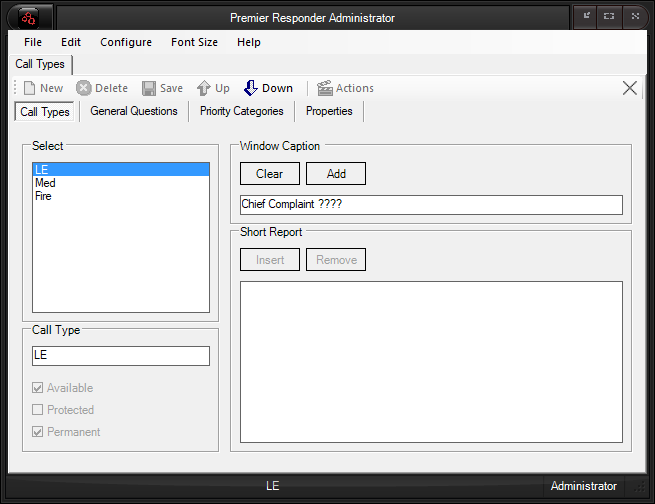 Premier Responder Administrator
File Edit Configure Font Size Help
Call Types
New Delete Save Up Down Actions
Call Types General Questions Priority Categories Properties
Select
LE
Med
Fire
Window Caption
Clear Add
Chief Complaint ????
Short Report
Insert Remove
Call Type
LE
Available
Protected
Permanent
LE Administrator